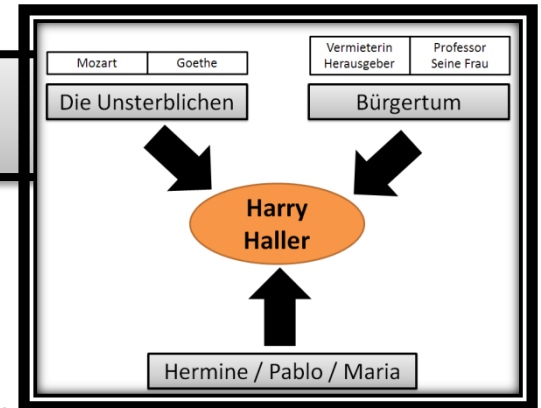 Mozart
Goethe
Die Unsterblichen
Vermieterin
Herausgeber
Professor
Seine Frau
Bürgertum
Harry
Haller
Hermine / Pablo / Maria